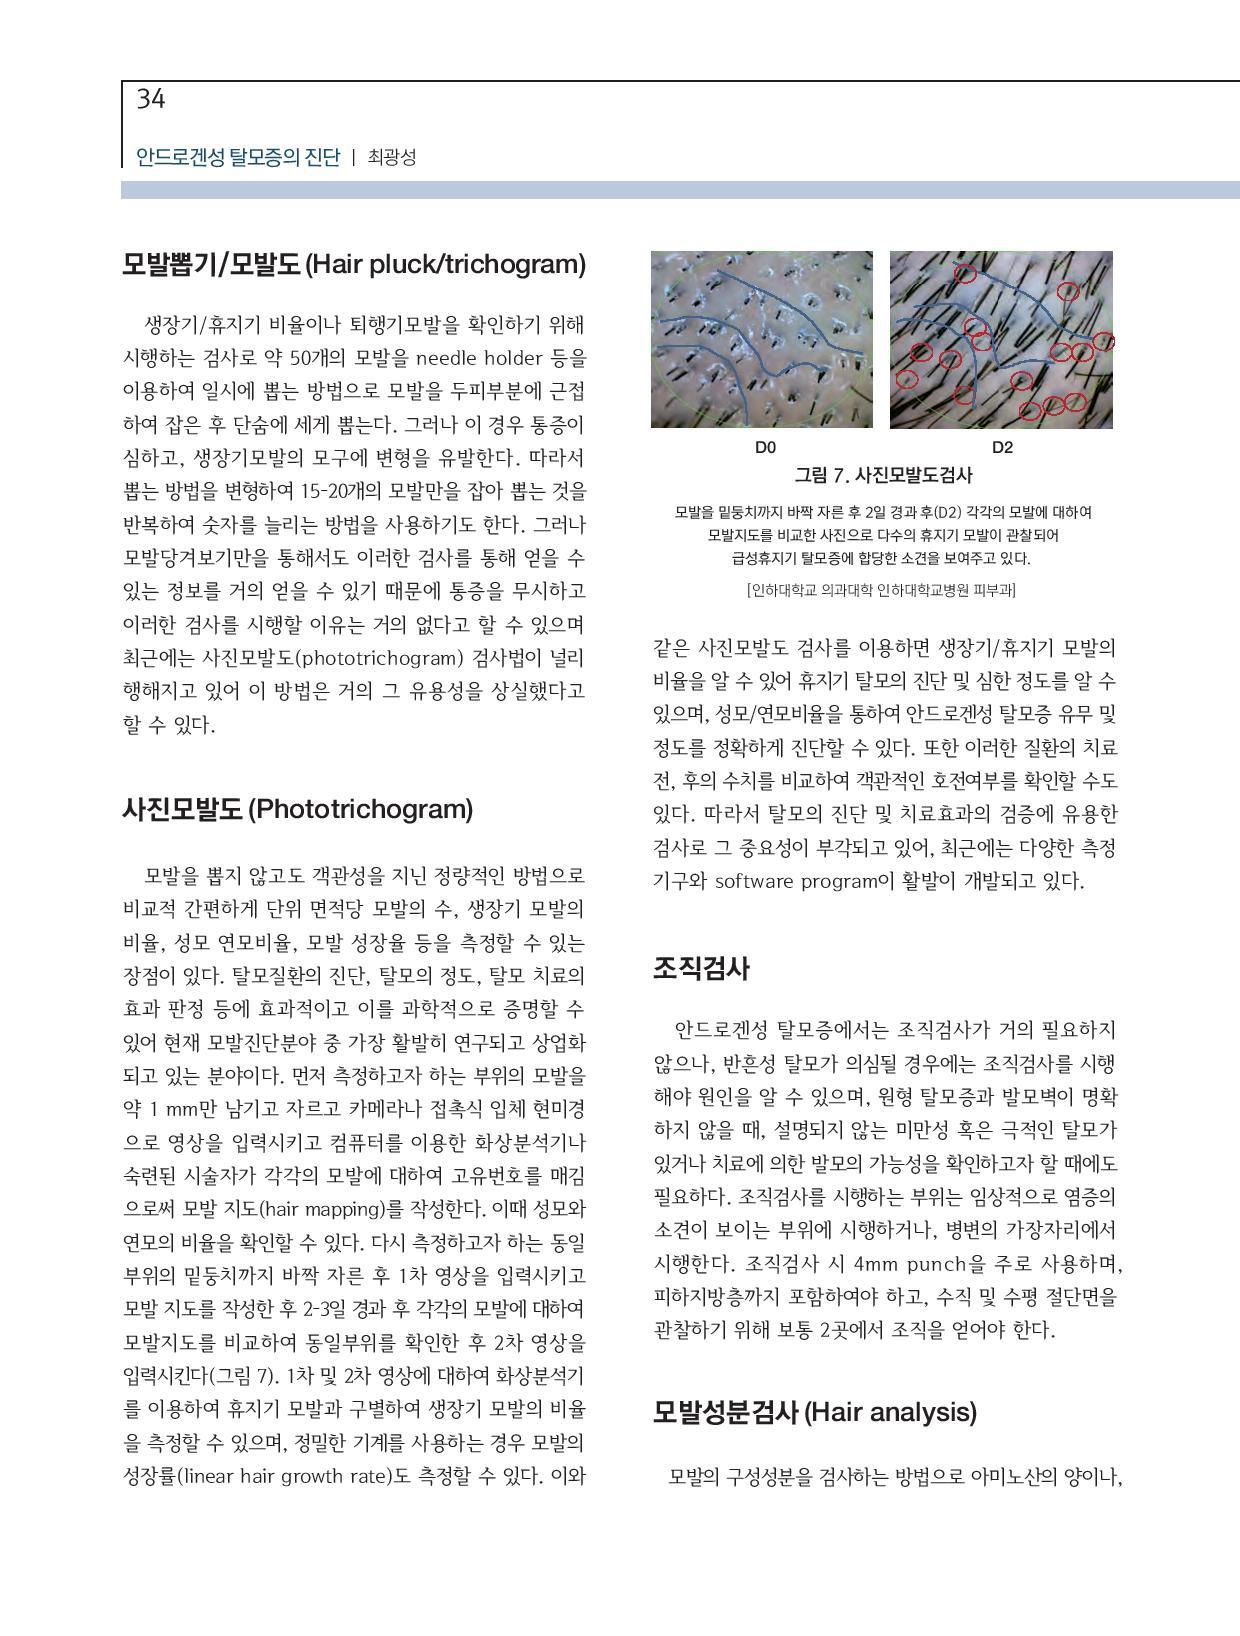 34
안드로겐성 탈모증의 진단 | 최광성
모발뽑기/모발도 (Hair pluck/trichogram)
생장기/휴지기 비율이나 퇴행기모발을 확인하기 위해
시행하는 검사로 약 50개의 모발을 needle holder 등을
이용하여 일시에 뽑는 방법으로 모발을 두피부분에 근접
하여 잡은 후 단숨에 세게 뽑는다. 그러나 이 경우 통증이
심하고, 생장기모발의 모구에 변형을 유발한다. 따라서
뽑는 방법을 변형하여 15-20개의 모발만을 잡아 뽑는 것을
반복하여 숫자를 늘리는 방법을 사용하기도 한다. 그러나
모발당겨보기만을 통해서도 이러한 검사를 통해 얻을 수
있는 정보를 거의 얻을 수 있기 때문에 통증을 무시하고
이러한 검사를 시행할 이유는 거의 없다고 할 수 있으며
최근에는 사진모발도(phototrichogram) 검사법이 널리
행해지고 있어 이 방법은 거의 그 유용성을 상실했다고
할 수 있다.
사진모발도 (Phototrichogram)
모발을 뽑지 않고도 객관성을 지닌 정량적인 방법으로
비교적 간편하게 단위 면적당 모발의 수, 생장기 모발의
비율, 성모 연모비율, 모발 성장율 등을 측정할 수 있는
장점이 있다. 탈모질환의 진단, 탈모의 정도, 탈모 치료의
효과 판정 등에 효과적이고 이를 과학적으로 증명할 수
있어 현재 모발진단분야 중 가장 활발히 연구되고 상업화
되고 있는 분야이다. 먼저 측정하고자 하는 부위의 모발을
약 1 mm만 남기고 자르고 카메라나 접촉식 입체 현미경
으로 영상을 입력시키고 컴퓨터를 이용한 화상분석기나
숙련된 시술자가 각각의 모발에 대하여 고유번호를 매김
으로써 모발 지도(hair mapping)를 작성한다. 이때 성모와
연모의 비율을 확인할 수 있다. 다시 측정하고자 하는 동일
부위의 밑둥치까지 바짝 자른 후 1차 영상을 입력시키고
모발 지도를 작성한 후 2-3일 경과 후 각각의 모발에 대하여
모발지도를 비교하여 동일부위를 확인한 후 2차 영상을
입력시킨다(그림 7). 1차 및 2차 영상에 대하여 화상분석기
를 이용하여 휴지기 모발과 구별하여 생장기 모발의 비율
을 측정할 수 있으며, 정밀한 기계를 사용하는 경우 모발의
성장률(linear hair growth rate)도 측정할 수 있다. 이와
D0 D2
그림 7. 사진모발도검사
모발을 밑둥치까지 바짝 자른 후 2일 경과 후(D2) 각각의 모발에 대하여
모발지도를 비교한 사진으로 다수의 휴지기 모발이 관찰되어
급성휴지기 탈모증에 합당한 소견을 보여주고 있다.
[인하대학교 의과대학 인하대학교병원 피부과]
같은 사진모발도 검사를 이용하면 생장기/휴지기 모발의
비율을 알 수 있어 휴지기 탈모의 진단 및 심한 정도를 알 수
있으며, 성모/연모비율을 통하여 안드로겐성 탈모증 유무 및
정도를 정확하게 진단할 수 있다. 또한 이러한 질환의 치료
전, 후의 수치를 비교하여 객관적인 호전여부를 확인할 수도
있다. 따라서 탈모의 진단 및 치료효과의 검증에 유용한
검사로 그 중요성이 부각되고 있어, 최근에는 다양한 측정
기구와 software program이 활발이 개발되고 있다.
조직검사
안드로겐성 탈모증에서는 조직검사가 거의 필요하지
않으나, 반흔성 탈모가 의심될 경우에는 조직검사를 시행
해야 원인을 알 수 있으며, 원형 탈모증과 발모벽이 명확
하지 않을 때, 설명되지 않는 미만성 혹은 극적인 탈모가
있거나 치료에 의한 발모의 가능성을 확인하고자 할 때에도
필요하다. 조직검사를 시행하는 부위는 임상적으로 염증의
소견이 보이는 부위에 시행하거나, 병변의 가장자리에서
시행한다. 조직검사 시 4mm punch을 주로 사용하며,
피하지방층까지 포함하여야 하고, 수직 및 수평 절단면을
관찰하기 위해 보통 2곳에서 조직을 얻어야 한다.
모발성분검사 (Hair analysis)
모발의 구성성분을 검사하는 방법으로 아미노산의 양이나,